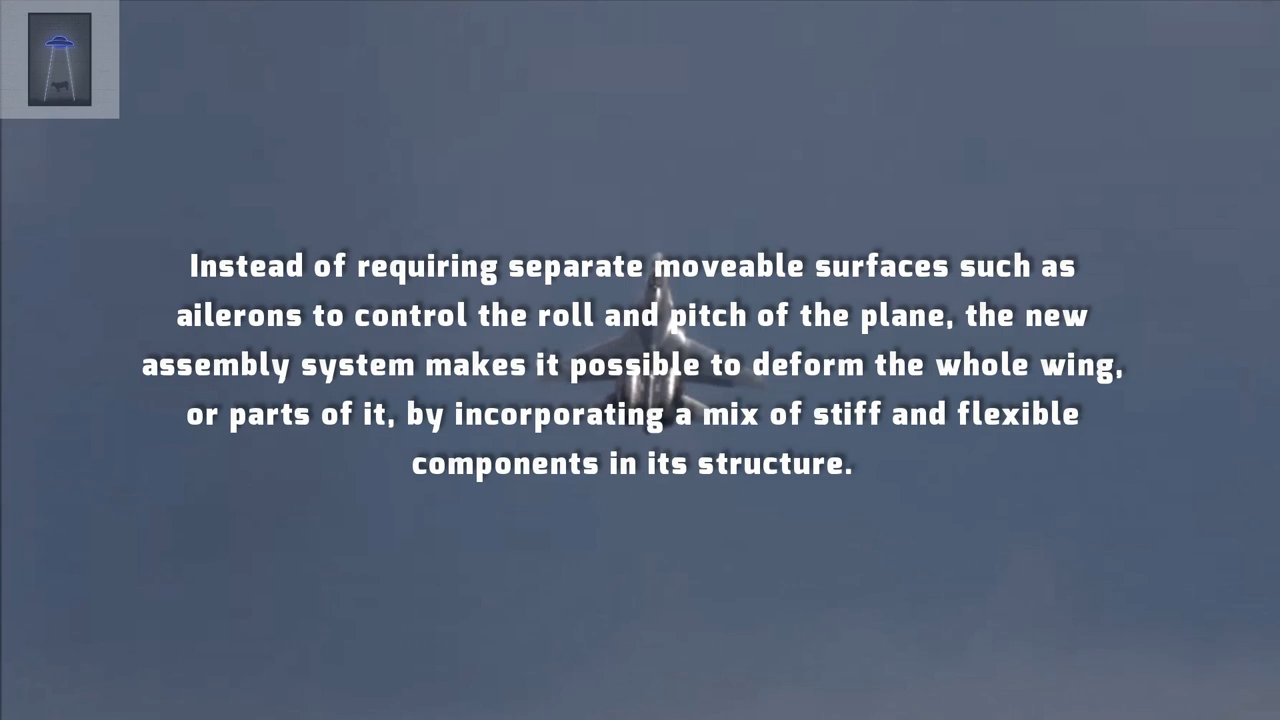 Instead of requiring separate moveable surfaces such as
ailerons to control the roll and pitch of the plane, the new
assembly system makes it possible to deform the whole wing,
or parts of it, by incorporating a mix of stiff and flexible
components in its structure.